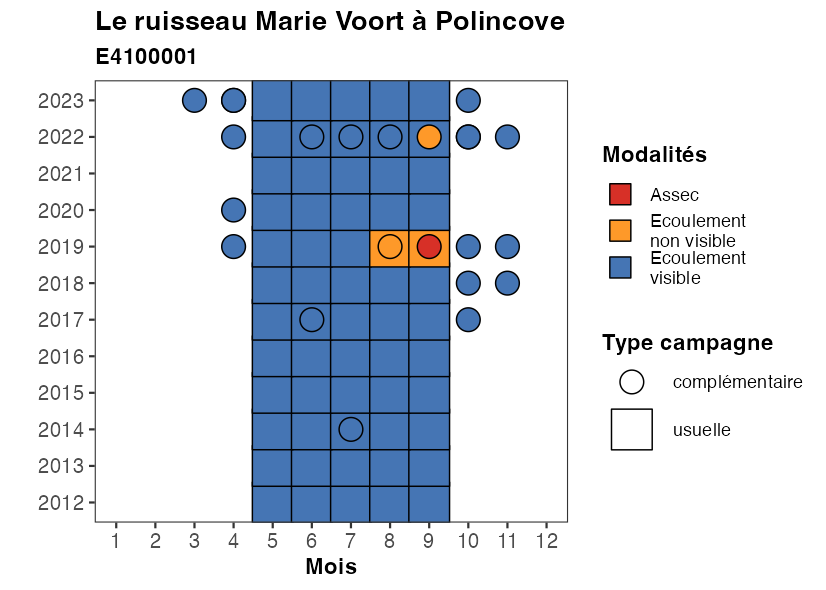 Le ruisseau Marie Voort à Polincove
E4100001
2023
2022
2021
2020
2019
2018
2017
2016
2015
2014
2013
2012
1 2 3 4 5 6 7 8 9 10 11 12
Mois
Modalités
Assec
Ecoulement
non visible
Ecoulement
visible
Type campagne
complémentaire
usuelle